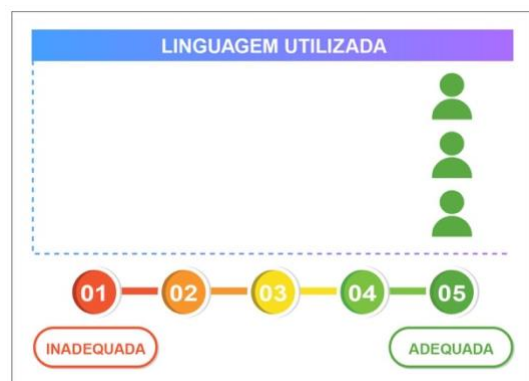 LINGUAGEM UTILIZADA
01 02 03 04 05
INADEQUADA ADEQUADA